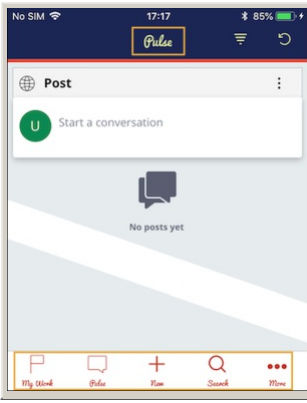 No SIM 17:17 85%
Pulse
Post
U Start a conversation
No posts yet
My Work Pulse New Search More